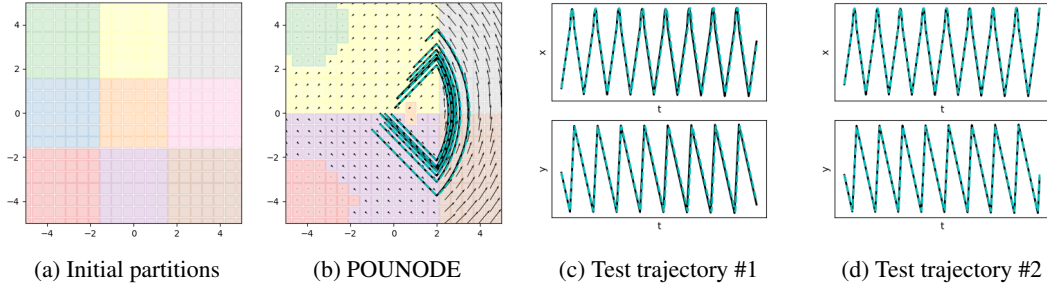 4
2
0
−2
−4
−4 −2 0 2 4
(a) Initial partitions
4
2
0
−2
−4
−4 −2 0 2 4
(b) POUNODE
x
t
y
t
(c) Test trajectory #1
x
t
y
t
(d) Test trajectory #2